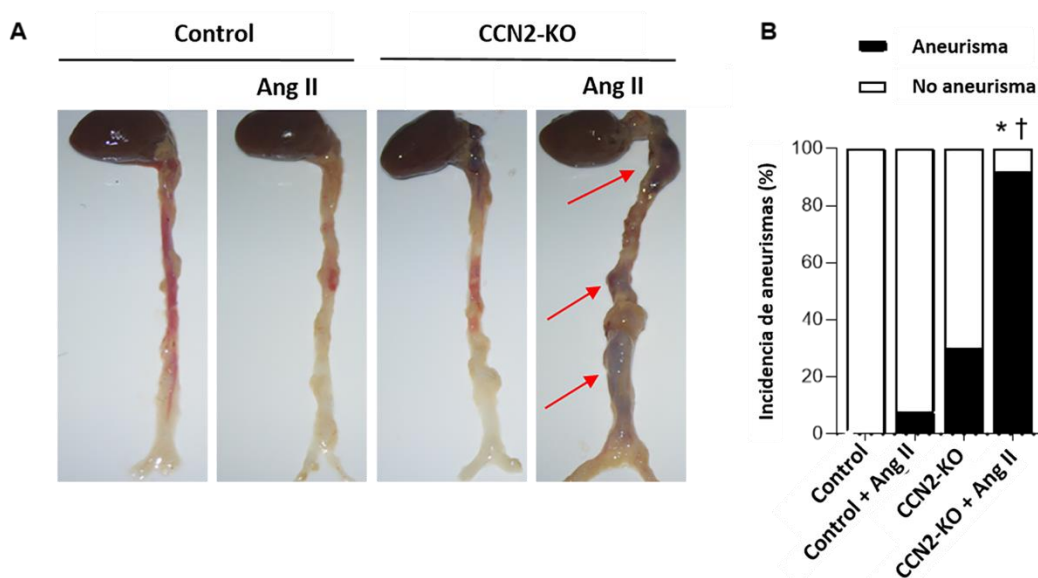 A
Control
CCN2-KO
Ang II
Ang II
B
Aneurisma
No aneurisma
* †
Incidencia de aneurismas (%)
100
80
60
40
20
0
Control
Control + Ang II
CCN2-KO
CCN2-KO + Ang II